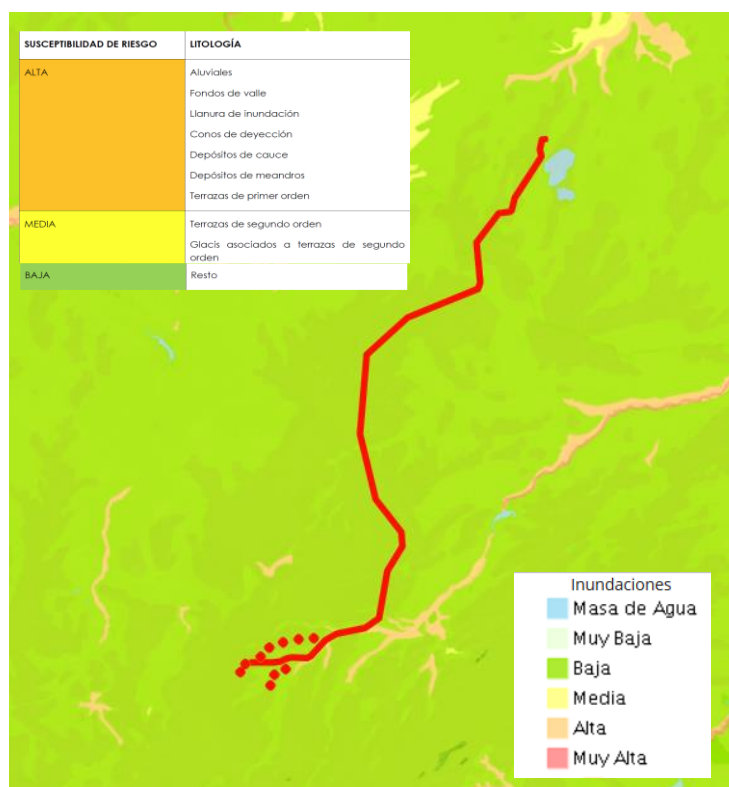 SUSCEPTIBILIDAD DE RIESGO LITOLOGÍA
ALTA Aluviales
Fondos de valle
Llanura de inundación
Conos de deyección
Depósitos de cauce
Depósitos de meandros
Terrazas de primer orden
MEDIA Terrazas de segundo orden
Glacis asociados a terrazas de segundo
orden
BAJA Resto
Inundaciones
Masa de Agua
Muy Baja
Baja
Media
Alta
Muy Alta